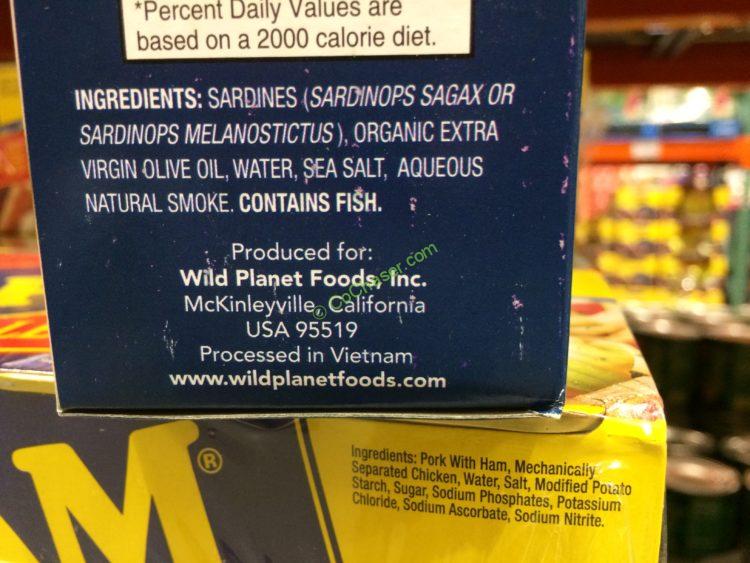 *Percent Daily Values are
based on a 2000 calorie diet.
INGREDIENTS: SARDINES (SARDINOPS SAGAX OR
SARDINOPS MELANOSTICTUS), ORGANIC EXTRA
VIRGIN OLIVE OIL, WATER, SEA SALT, AQUEOUS
NATURAL SMOKE. CONTAINS FISH.
Produced for:
Wild Planet Foods, Inc.
McKinleyville, California
USA 95519
Processed in Vietnam
www.wildplanetfoods.com
© CoChaser.com
AM®
Ingredients: Pork With Ham, Mechanically
Separated Chicken, Water, Salt, Modified Potato
Starch, Sugar, Sodium Phosphates, Potassium
Chloride, Sodium Ascorbate, Sodium Nitrite.